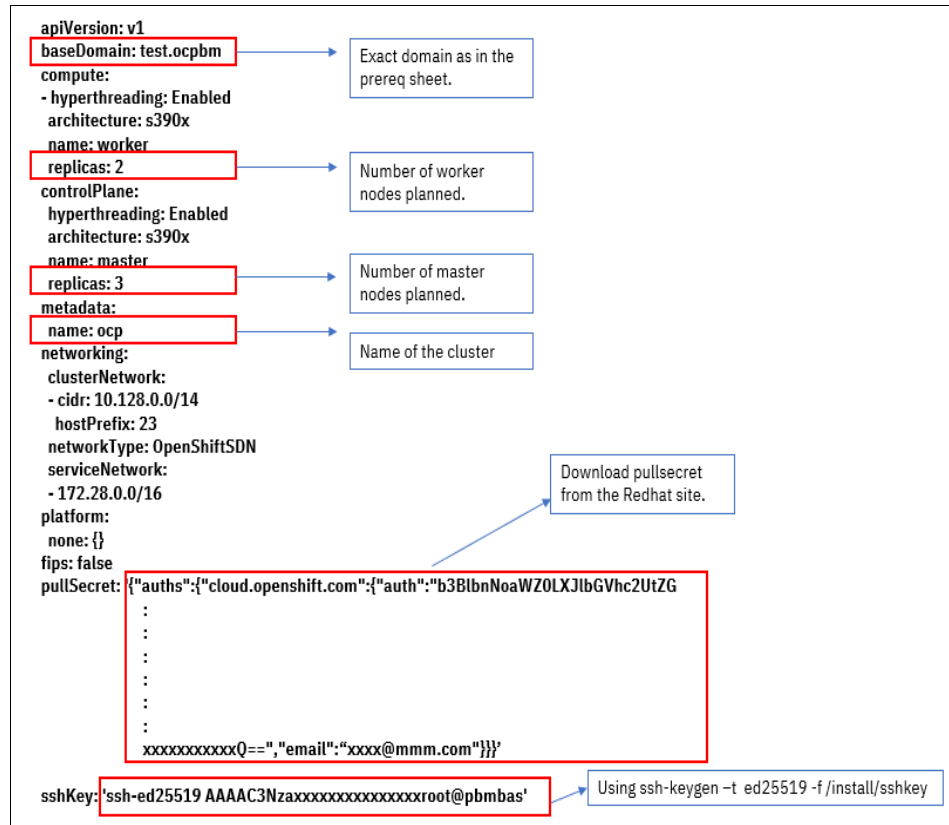 apiVersion: v1
baseDomain: test.ocpbm
Exact domain as in the
prereq sheet.
compute:
- hyperthreading: Enabled
architecture: s390x
name: worker
replicas: 2
Number of worker
nodes planned.
controlPlane:
hyperthreading: Enabled
architecture: s390x
name: master
replicas: 3
Number of master
nodes planned.
metadata:
name: ocp
Name of the cluster
networking:
clusterNetwork:
- cidr: 10.128.0.0/14
hostPrefix: 23
networkType: OpenShiftSDN
serviceNetwork:
- 172.28.0.0/16
Download pullsecret
from the Redhat site.
platform:
none: {}
fips: false
pullSecret: '{"auths":{"cloud.openshift.com":{"auth":"b3BlbnNoaWZ0LXJlbGVhc2UtZG
:
:
:
:
:
:
xxxxxxxxxxxQ==","email":“xxxx@mmm.com"}}}’
sshKey: 'ssh-ed25519 AAAAC3Nzaxxxxxxxxxxxxxxxroot@pbmbas'
Using ssh-keygen –t ed25519 -f /install/sshkey